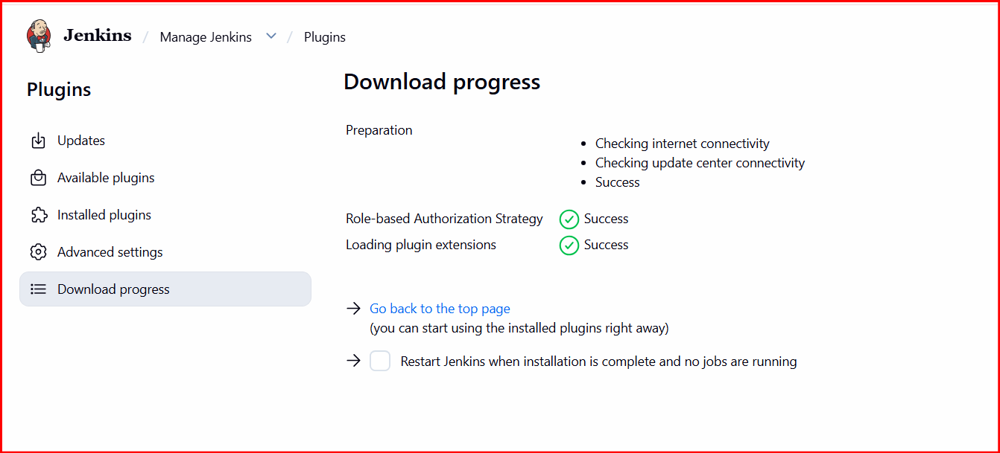 Jenkins / Manage Jenkins / Plugins
Plugins
Updates
Available plugins
Installed plugins
Advanced settings
Download progress
Download progress
Preparation
Checking internet connectivity
Checking update center connectivity
Success
Role-based Authorization Strategy Success
Loading plugin extensions Success
Go back to the top page
(you can start using the installed plugins right away)
Restart Jenkins when installation is complete and no jobs are running